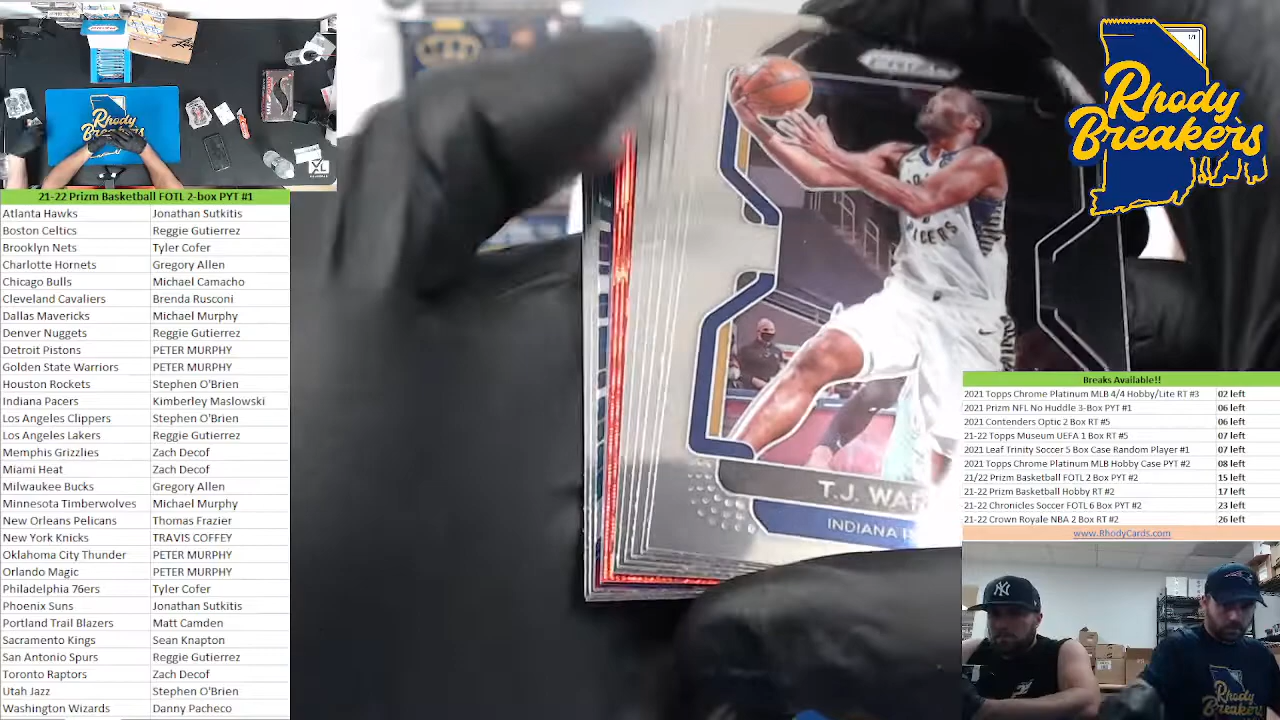 Rhody
Breakers
21-22 Prizm Basketball FOTL 2-box PYT #1
Atlanta Hawks Jonathan Sutkitis
Boston Celtics Reggie Gutierrez
Brooklyn Nets Tyler Cofer
Charlotte Hornets Gregory Allen
Chicago Bulls Michael Camacho
Cleveland Cavaliers Brenda Rusconi
Dallas Mavericks Michael Murphy
Denver Nuggets Reggie Gutierrez
Detroit Pistons PETER MURPHY
Golden State Warriors PETER MURPHY
Houston Rockets Stephen O'Brien
Indiana Pacers Kimberley Maslowski
Los Angeles Clippers Stephen O'Brien
Los Angeles Lakers Reggie Gutierrez
Memphis Grizzlies Zach Decof
Miami Heat Zach Decof
Milwaukee Bucks Gregory Allen
Minnesota Timberwolves Michael Murphy
New Orleans Pelicans Thomas Frazier
New York Knicks TRAVIS COFFEY
Oklahoma City Thunder PETER MURPHY
Orlando Magic PETER MURPHY
Philadelphia 76ers Tyler Cofer
Phoenix Suns Jonathan Sutkitis
Portland Trail Blazers Matt Camden
Sacramento Kings Sean Knapton
San Antonio Spurs Reggie Gutierrez
Toronto Raptors Zach Decof
Utah Jazz Stephen O'Brien
Washington Wizards Danny Pacheco
T.J. WAR
INDIANA
1/1
Rhody
Breakers
Breaks Available!!
2021 Topps Chrome Platinum MLB 4/4 Hobby/Lite RT #3 02 left
2021 Prizm NFL No Huddle 3-Box PYT #1 06 left
2021 Contenders Optic 2 Box RT #5 06 left
21-22 Topps Museum UEFA 1 Box RT #5 07 left
2021 Leaf Trinity Soccer 5 Box Case Random Player #1 07 left
2021 Topps Chrome Platinum MLB Hobby Case PYT #2 08 left
21/22 Prizm Basketball FOTL 2 Box PYT #2 15 left
21-22 Prizm Basketball Hobby RT #2 17 left
21-22 Chronicles Soccer FOTL 6 Box PYT #2 23 left
21-22 Crown Royale NBA 2 Box RT #2 26 left
www.RhodyCards.com
Rhody
Breakers